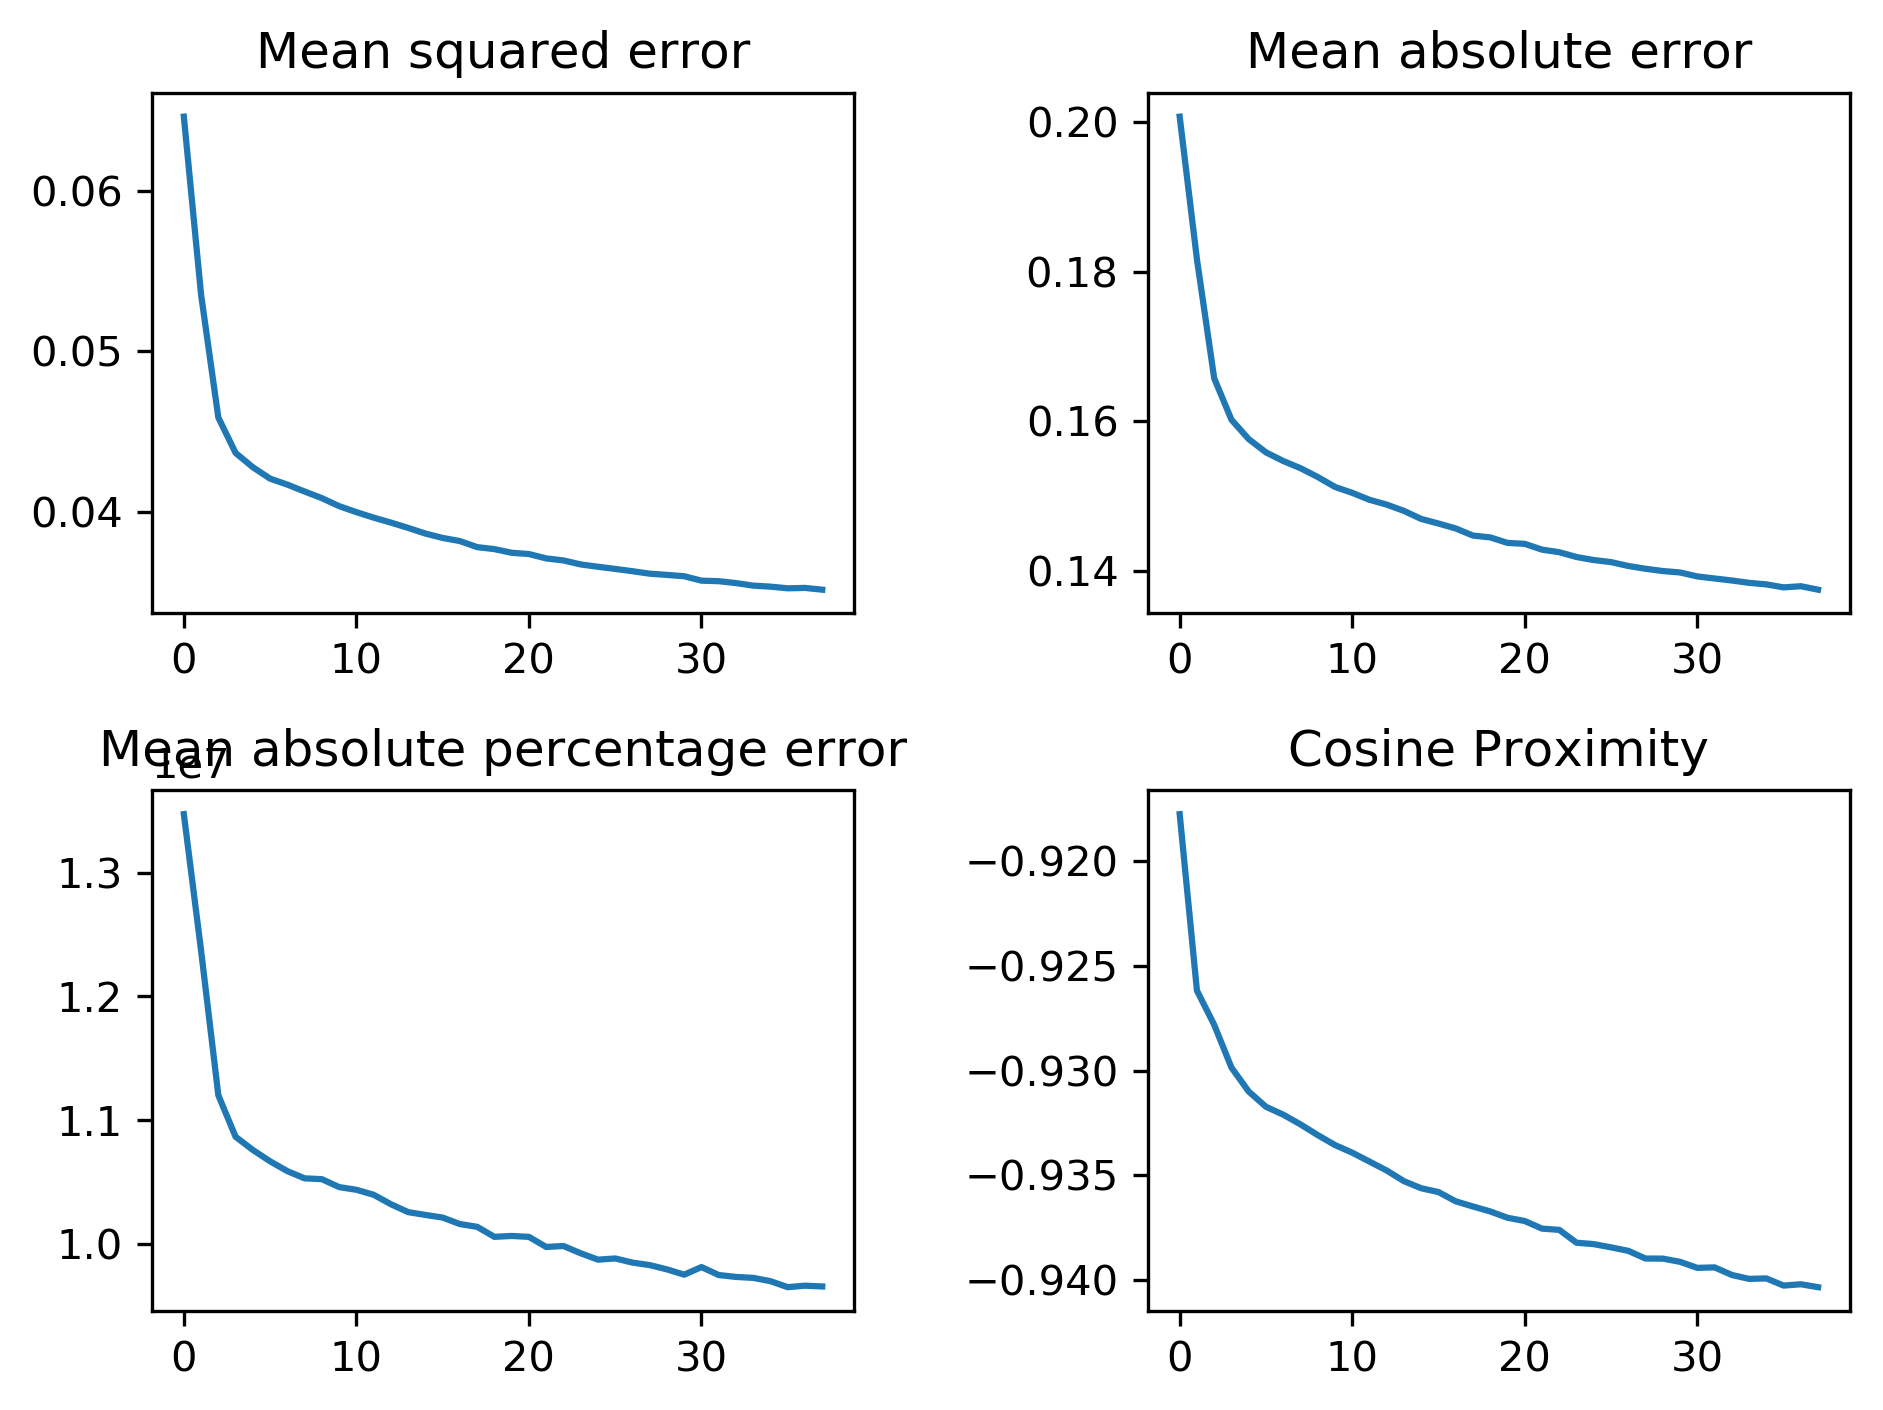 Mean squared error
0.06
0.05
0.04
0 10 20 30
Mean absolute error
0.20
0.18
0.16
0.14
0 10 20 30
Mean absolute percentage error
1e7
1.3
1.2
1.1
1.0
0 10 20 30
Cosine Proximity
−0.920
−0.925
−0.930
−0.935
−0.940
0 10 20 30